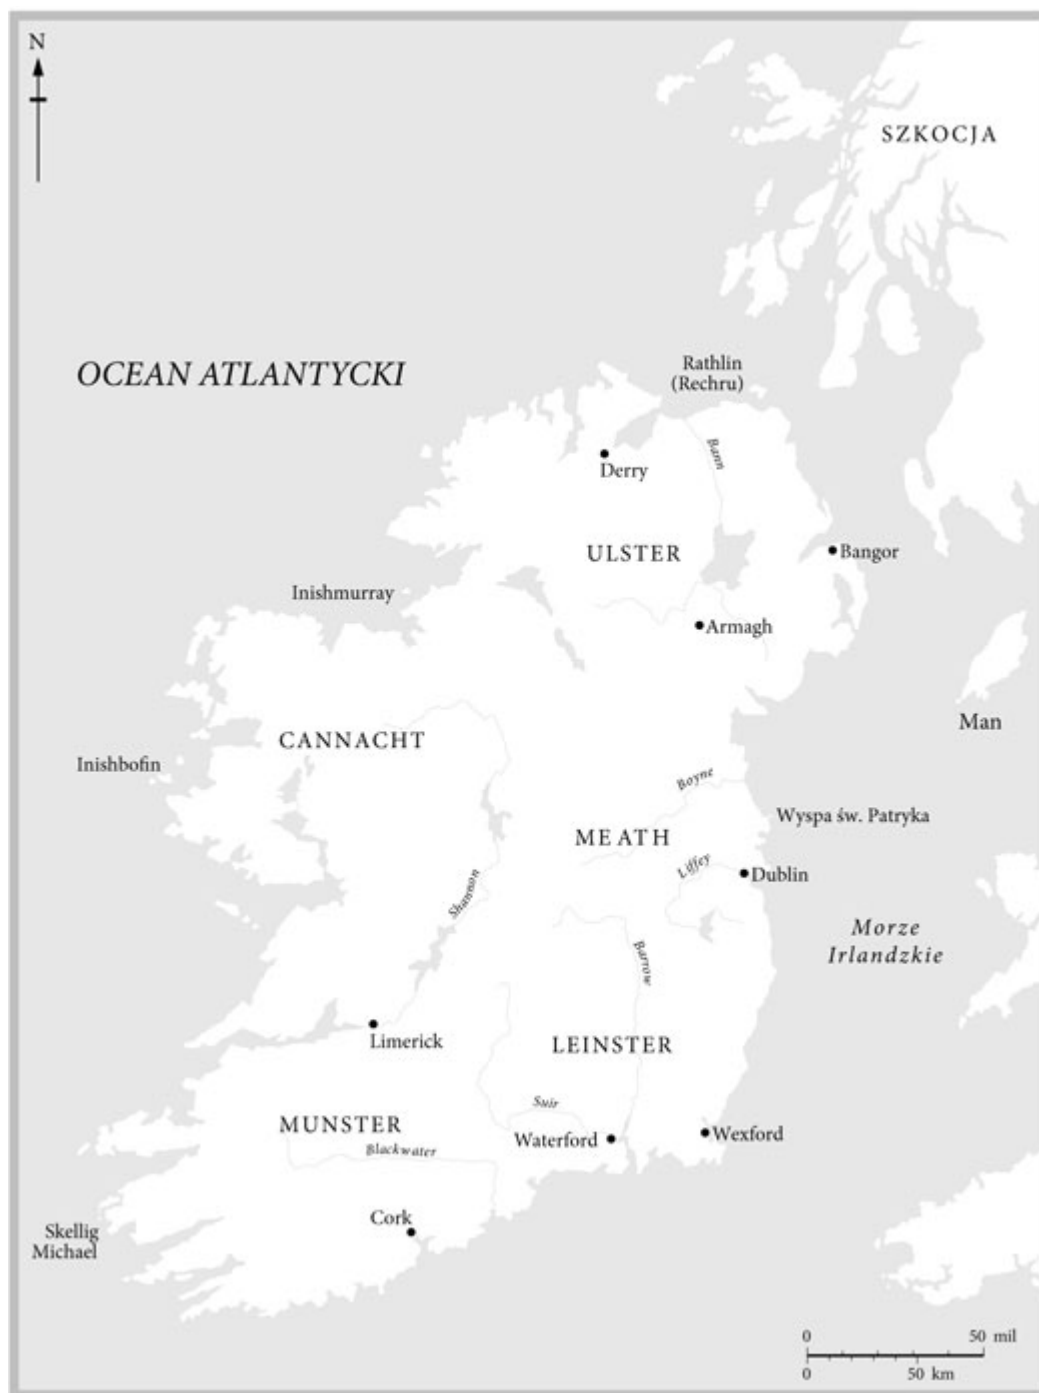 N
SZKOCJA
OCEAN ATLANTYCKI
Rathlin
(Rechru)
Bann
Derry
ULSTER
Bangor
Inishmurray
Armagh
Man
CANNACHT
Inishbofin
Boyne
Wyspa św. Patryka
MEATH
Liffey
Dublin
Shannon
Morze
Irlandzkie
Barrow
Limerick
LEINSTER
Suir
MUNSTER
Waterford
Wexford
Blackwater
Cork
Skellig
Michael
0 50 mil
0 50 km